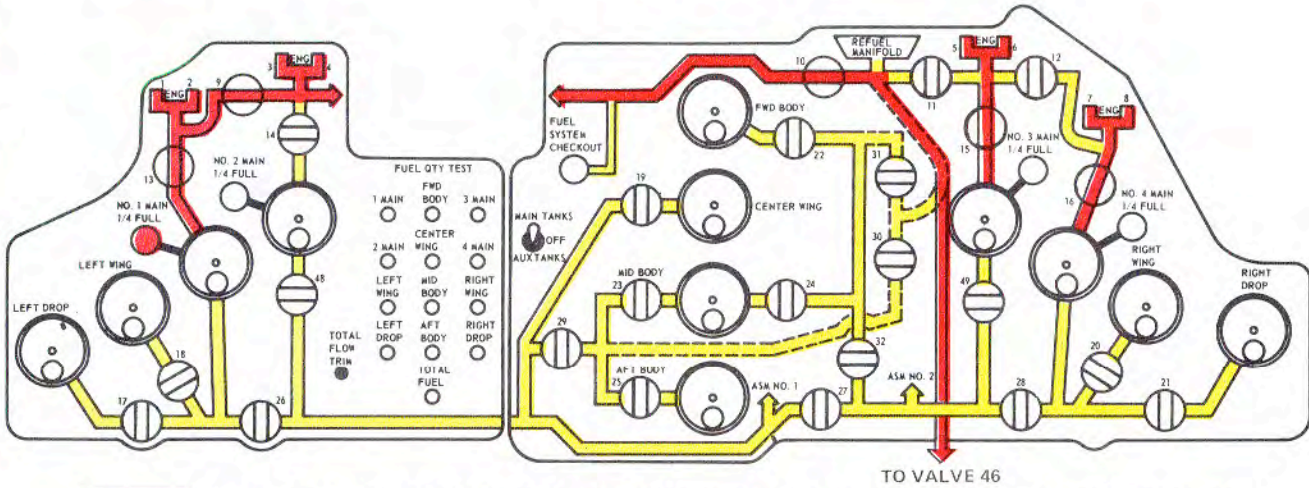 1
2
ENG
9
3
4
ENG
14
13
NO. 2 MAIN
1/4 FULL
NO. 1 MAIN
1/4 FULL
LEFT WING
LEFT DROP
18
17
26
48
FUEL QTY TEST
1 MAIN
FWD
BODY
3 MAIN
2 MAIN
CENTER
WING
4 MAIN
LEFT
WING
MID
BODY
RIGHT
WING
LEFT
DROP
AFT
BODY
RIGHT
DROP
TOTAL
FLOW
TRIM
TOTAL
FUEL
REFUEL
MANIFOLD
10
11
5
6
ENG
12
7
8
ENG
FUEL
SYSTEM
CHECKOUT
FWD BODY
22
31
15
NO. 3 MAIN
1/4 FULL
16
NO. 4 MAIN
1/4 FULL
MAIN TANKS
OFF
AUX TANKS
19
CENTER WING
30
23
MID BODY
24
49
RIGHT
WING
RIGHT
DROP
29
32
20
25
AFT BODY
ASM NO. 1
27
ASM NO. 2
28
21
TO VALVE 46